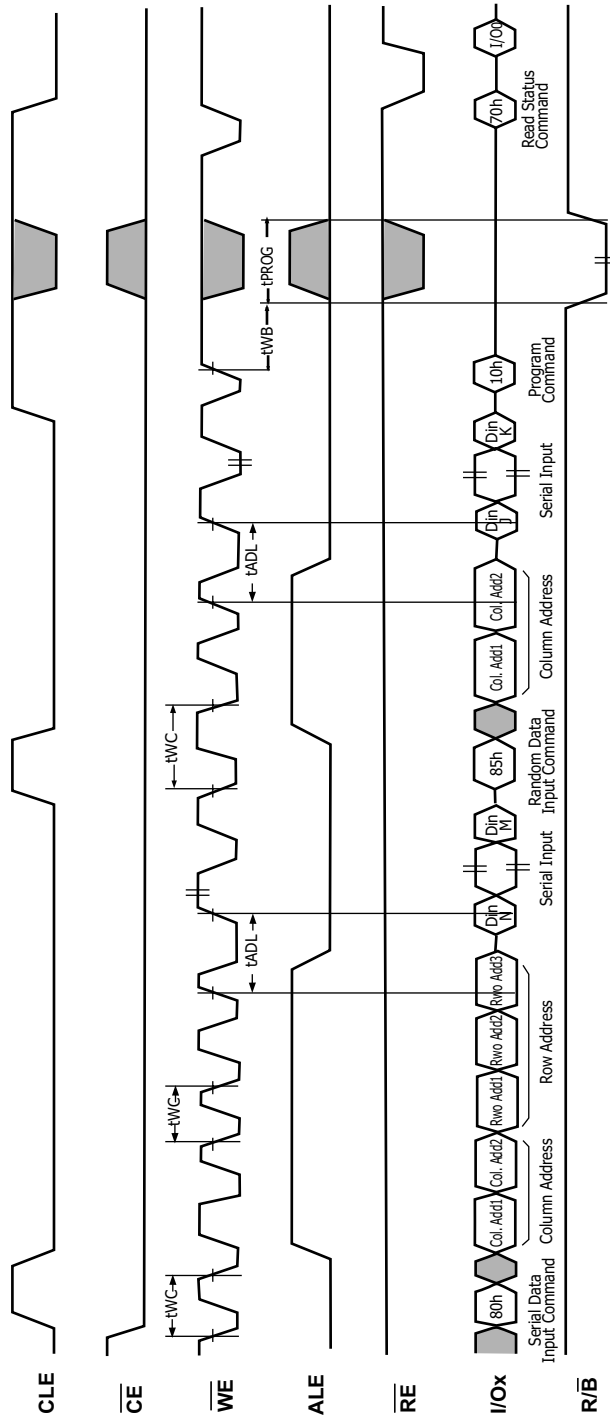 CLE
CE
WE
tWC
tWC
tADL
tWC
tADL
tWB
tPROG
ALE
RE
I/Ox
80h
Col. Add1
Col. Add2
Rwo Add1
Rwo Add2
Rwo Add3
Din
N
Din
M
85h
Col. Add1
Col. Add2
Din
J
Din
K
10h
70h
I/O0
Serial Data
Input Command
Column Address
Row Address
Serial Input
Random Data
Input Command
Column Address
Serial Input
Program
Command
Read Status
Command
R/B